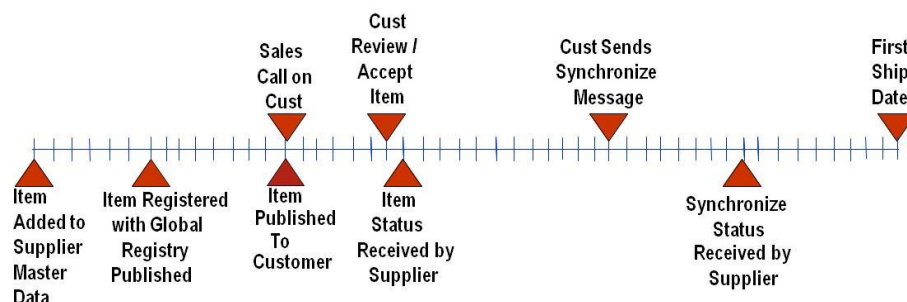 Sales
Call on
Cust
Cust
Review /
Accept
Item
Cust Sends
Synchronize
Message
First
Ship
Date
Item
Added to
Supplier
Master
Data
Item Registered
with Global
Registry
Published
Item
Published
To
Customer
Item
Status
Received by
Supplier
Synchronize
Status
Received by
Supplier